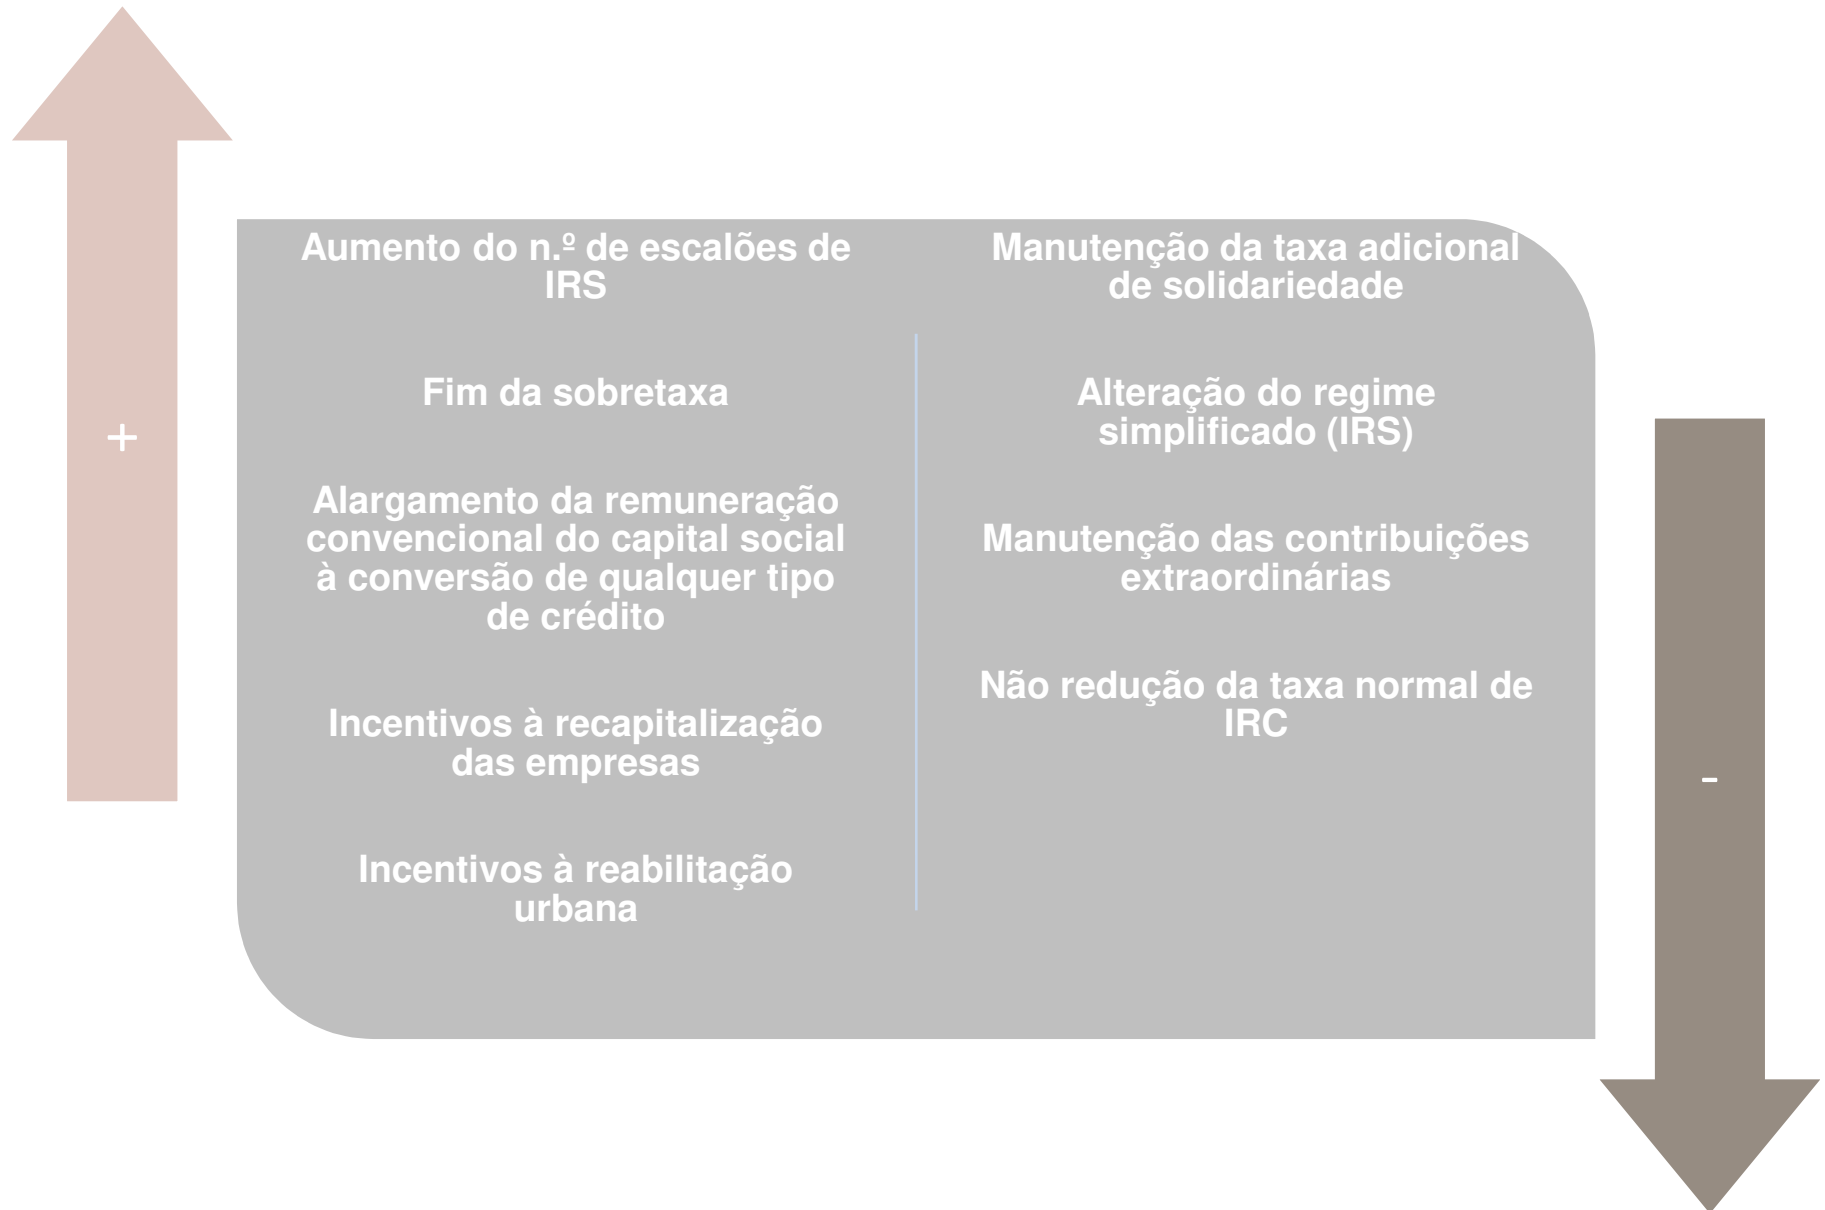 +
Aumento do n.º de escalões de
IRS
Fim da sobretaxa
Alargamento da remuneração
convencional do capital social
à conversão de qualquer tipo
de crédito
Incentivos à recapitalização
das empresas
Incentivos à reabilitação
urbana
Manutenção da taxa adicional
de solidariedade
Alteração do regime
simplificado (IRS)
Manutenção das contribuições
extraordinárias
Não redução da taxa normal de
IRC
-